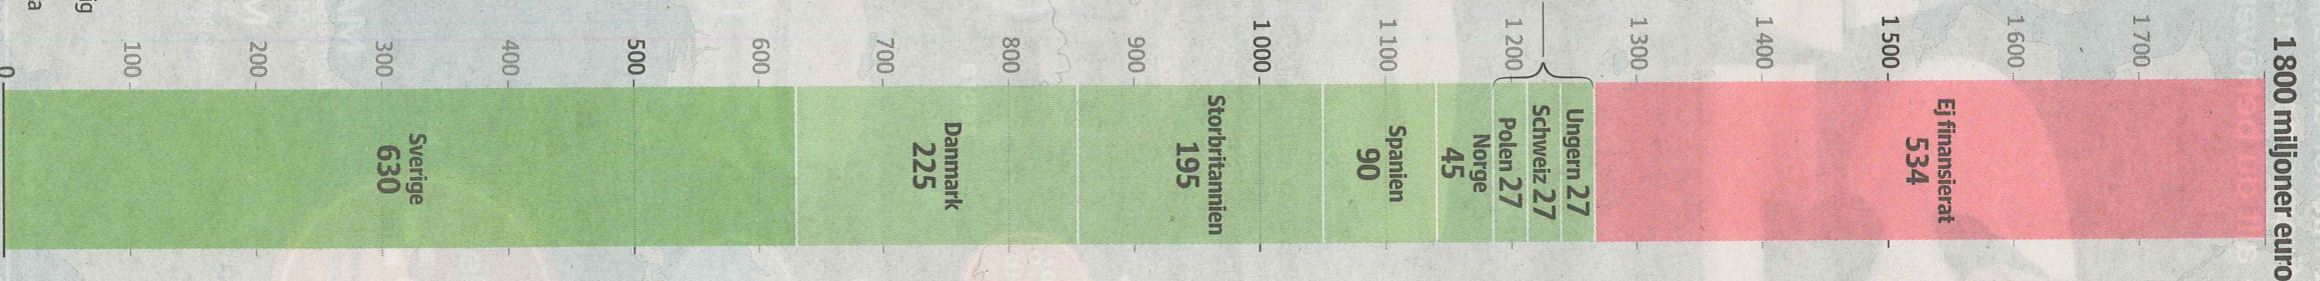 1 800 miljoner euro
1 700
1 600
Ej finansierat
534
1 500
1 400
1 300
Ungern 27
Schweiz 27
1 200
Polen 27
Norge
45
Spanien
1 100
90
1 000
Storbritannien
195
900
800
Danmark
225
700
600
500
400
Sverige
300
630
200
100
ig
a
0